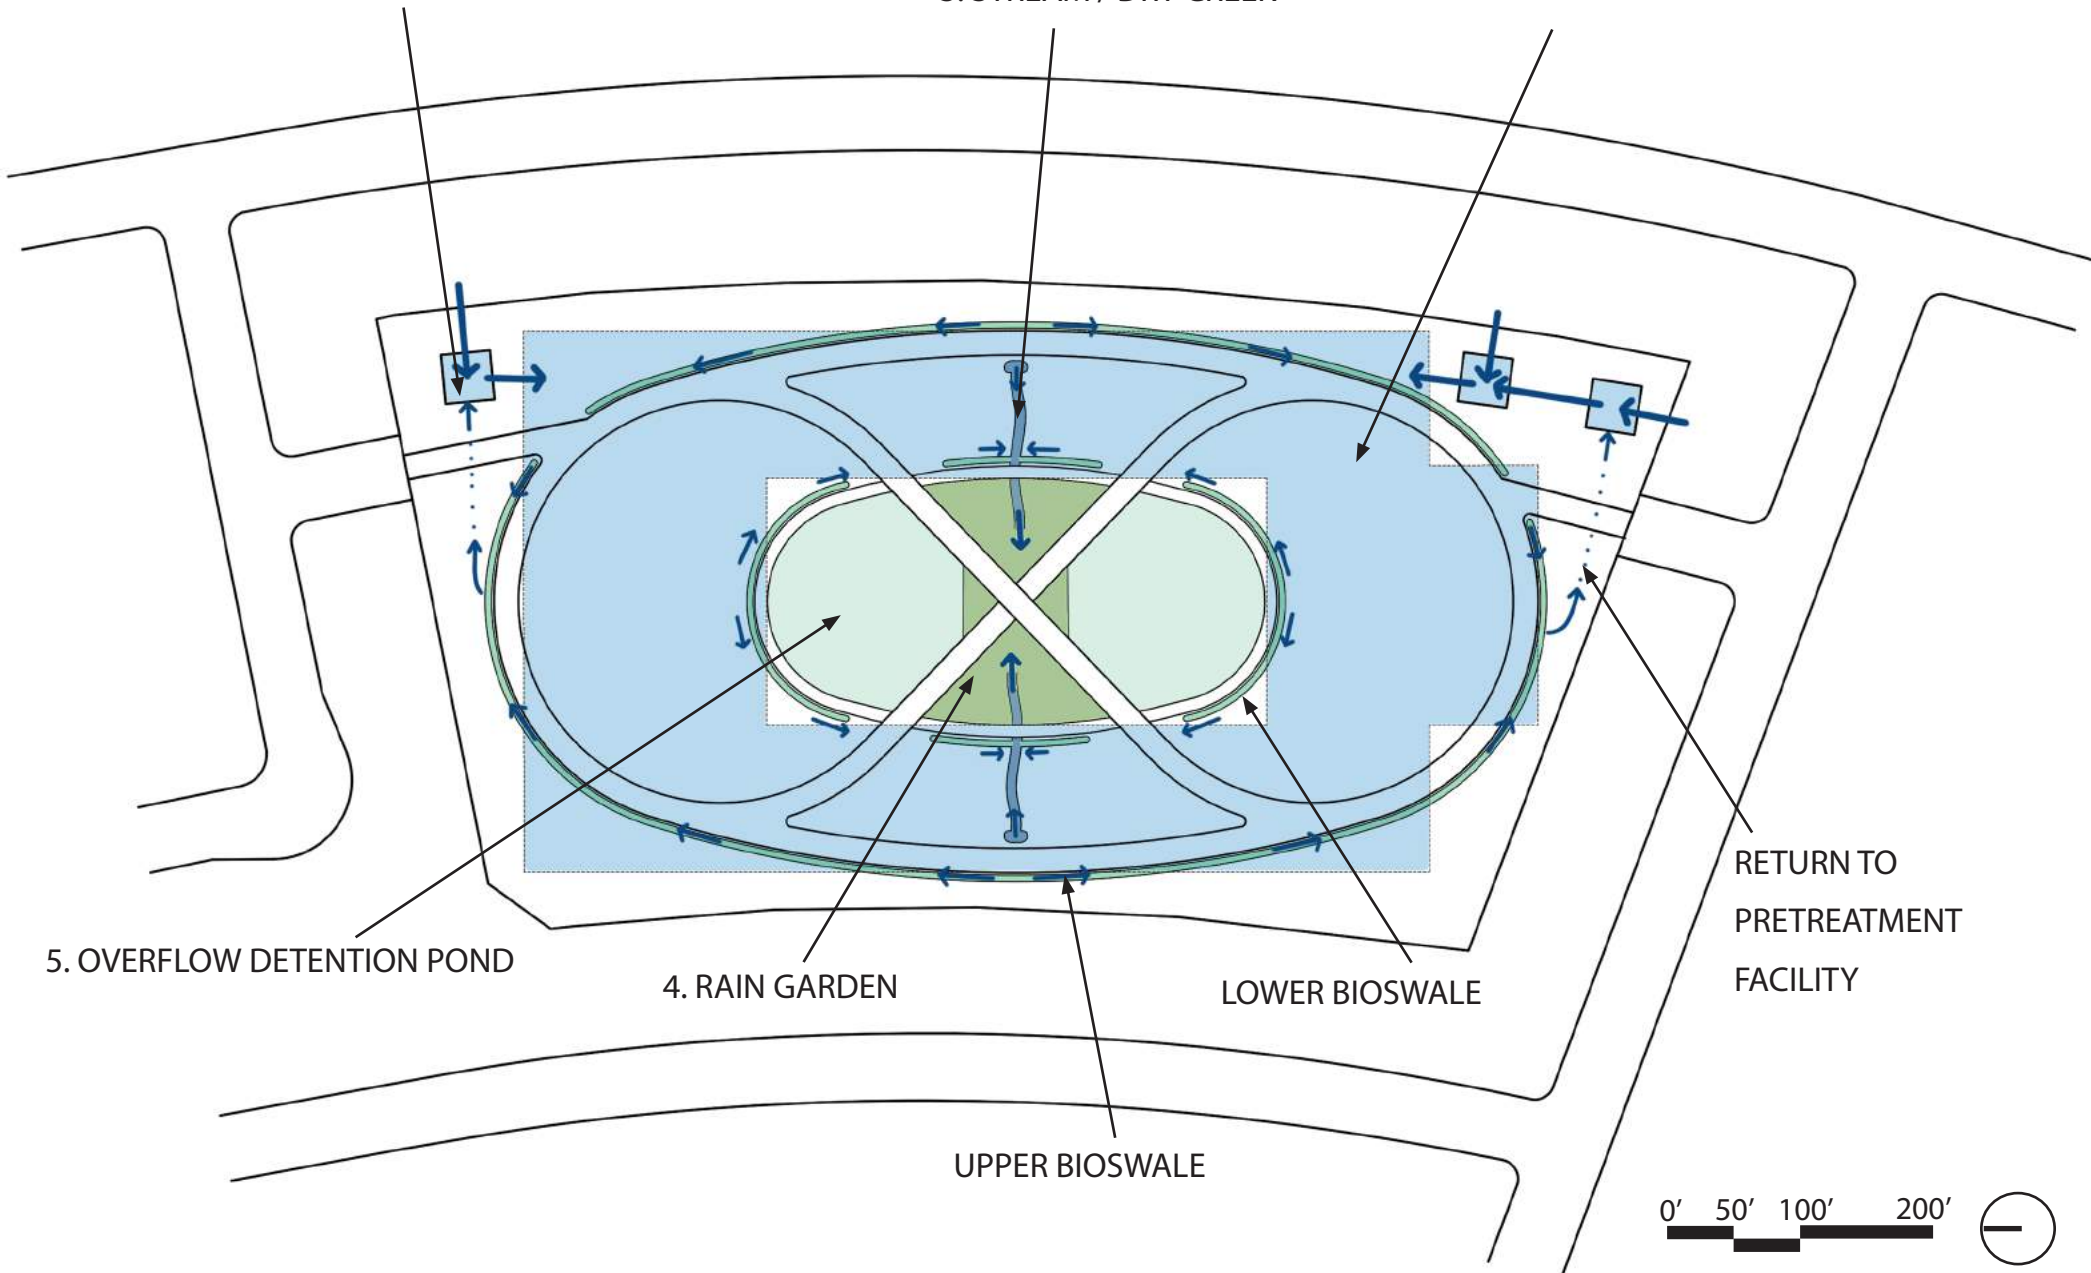 5. OVERFLOW DETENTION POND
4. RAIN GARDEN
LOWER BIOSWALE
UPPER BIOSWALE
RETURN TO
PRETREATMENT
FACILITY
0’ 50’ 100’ 200’